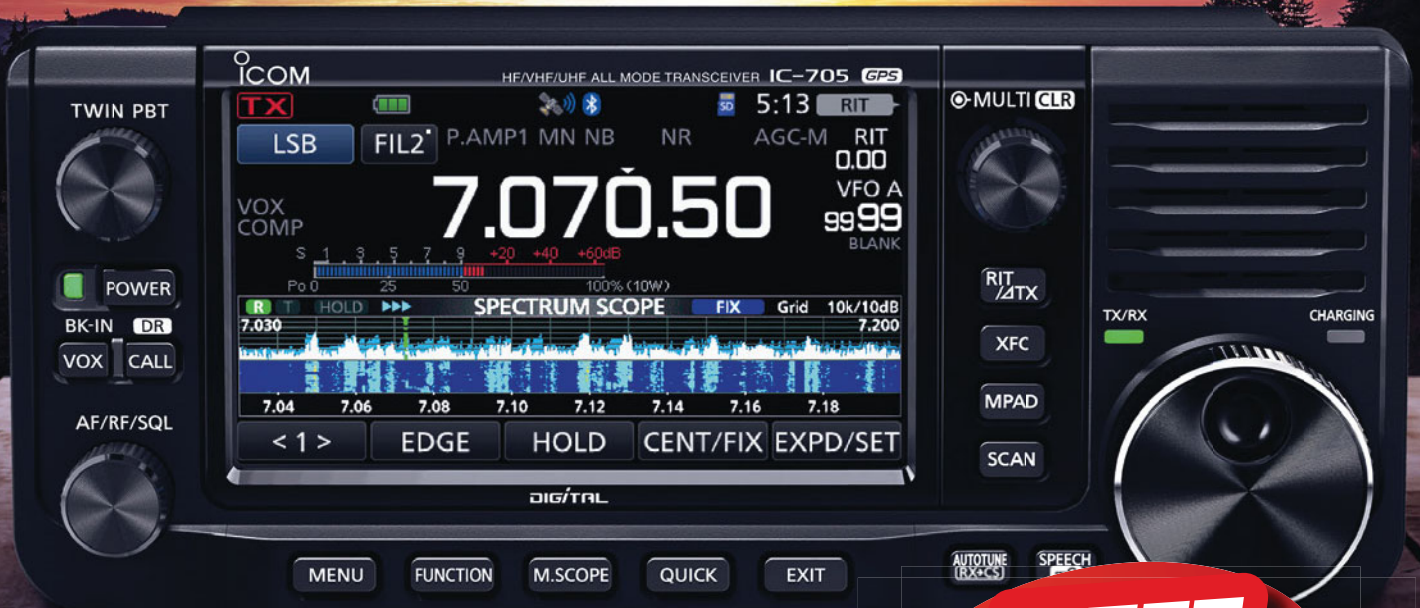 ICOM
HF/VHF/UHF ALL MODE TRANSCEIVER IC-705 GPS
TWIN PBT
TX
SD
5:13
RIT
LSB
FIL2
P.AMP1 MN NB
NR
AGC-M
RIT
0.00
VOX
COMP
7.070.50
VFO A
99 99
BLANK
S 1 3 5 7 9 +20 +40 +60dB
Po 0 25 50 100% (10W)
R T HOLD SPECTRUM SCOPE FIX Grid 10k/10dB
7.030
7.200
7.04 7.06 7.08 7.10 7.12 7.14 7.16 7.18
< 1 > EDGE HOLD CENT/FIX EXPD/SET
DIGITAL
POWER
BK-IN DR
VOX CALL
AF/RF/SQL
MULTI CLR
RIT
/⊿TX
XFC
MPAD
SCAN
TX/RX
CHARGING
MENU FUNCTION M.SCOPE QUICK EXIT
AUTOTUNE
(RX→CS)
SPEECH